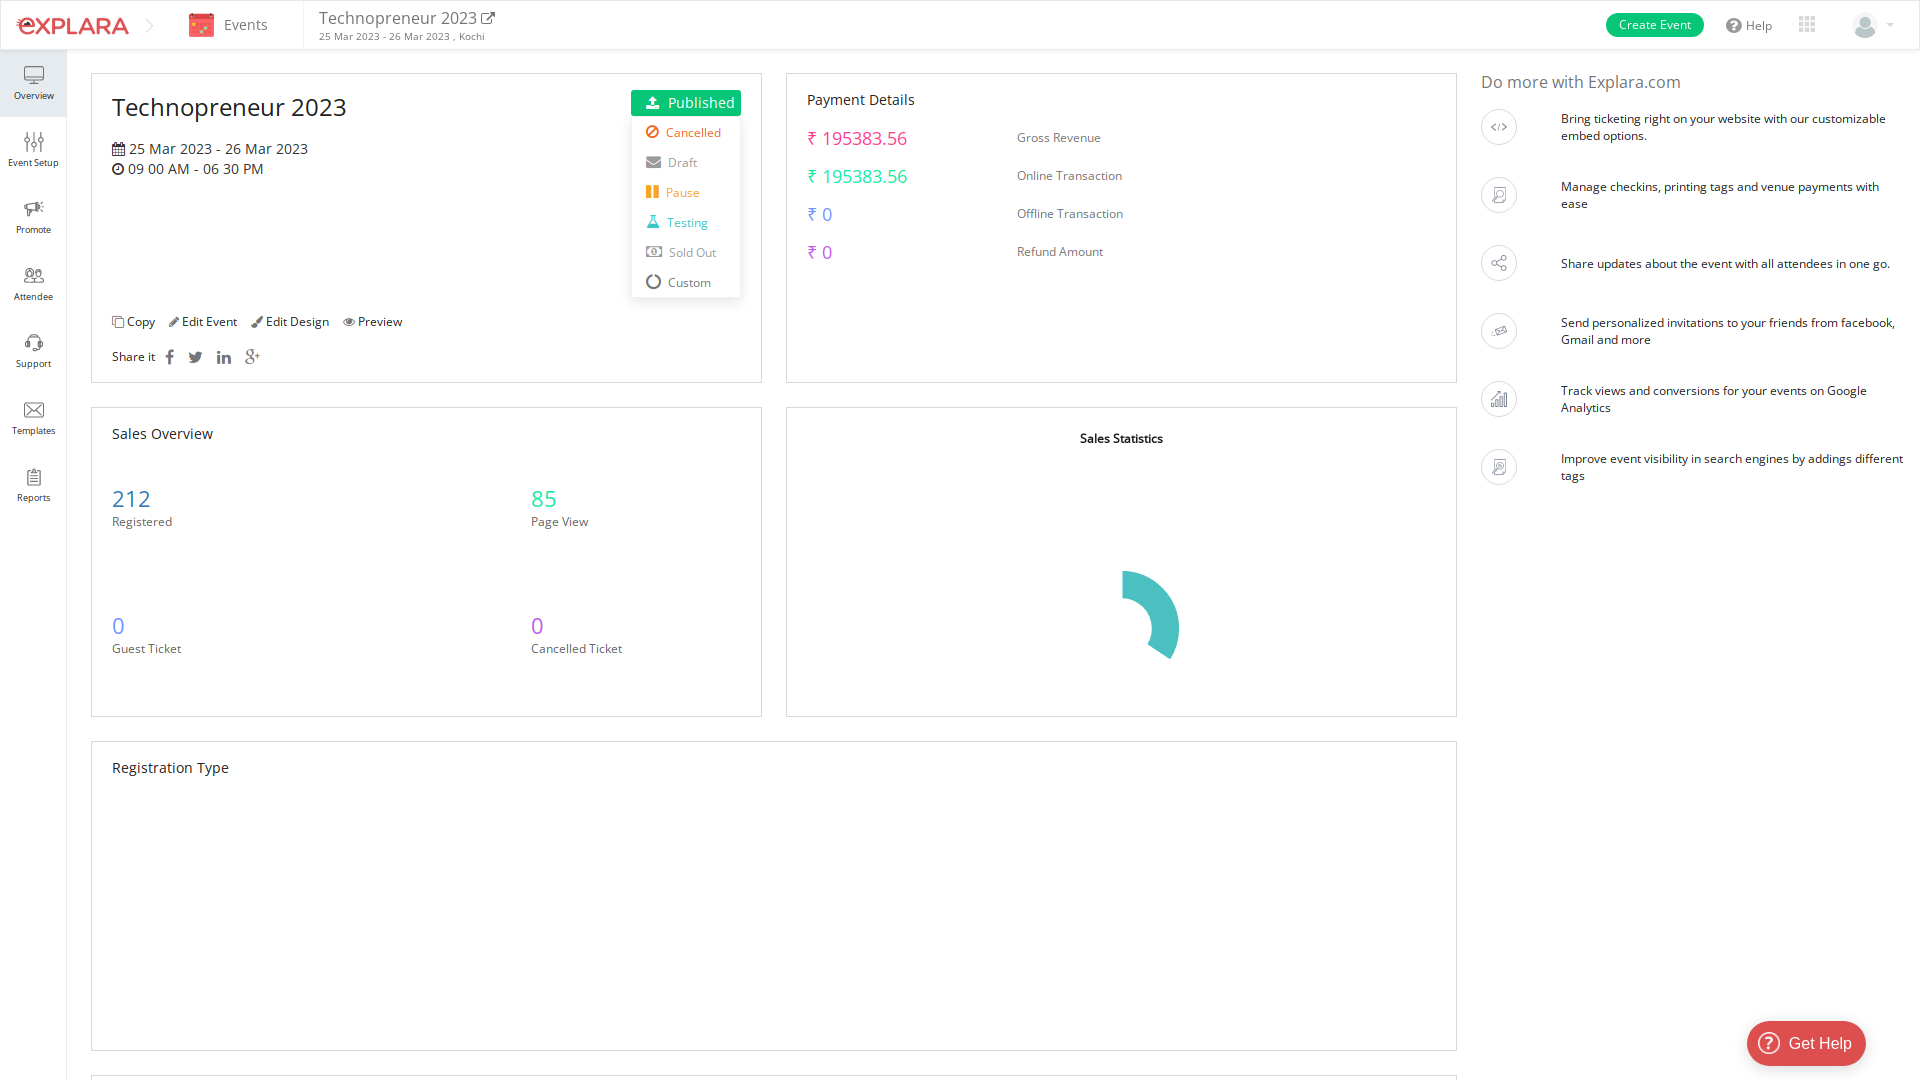 eXPLARA
Events
Technopreneur 2023
25 Mar 2023 - 26 Mar 2023 , Kochi
Create Event
Help
Overview
Event Setup
Promote
Attendee
Support
Templates
Reports
Technopreneur 2023
25 Mar 2023 - 26 Mar 2023
09 00 AM - 06 30 PM
Published
Cancelled
Draft
Pause
Testing
Sold Out
Custom
Copy
Edit Event
Edit Design
Preview
Share it
Payment Details
₹ 195383.56 Gross Revenue
₹ 195383.56 Online Transaction
₹ 0 Offline Transaction
₹ 0 Refund Amount
Sales Overview
212
Registered
85
Page View
0
Guest Ticket
0
Cancelled Ticket
Sales Statistics
Registration Type
Do more with Explara.com
Bring ticketing right on your website with our customizable
embed options.
Manage checkins, printing tags and venue payments with
ease
Share updates about the event with all attendees in one go.
Send personalized invitations to your friends from facebook,
Gmail and more
Track views and conversions for your events on Google
Analytics
Improve event visibility in search engines by addings different
tags
Get Help